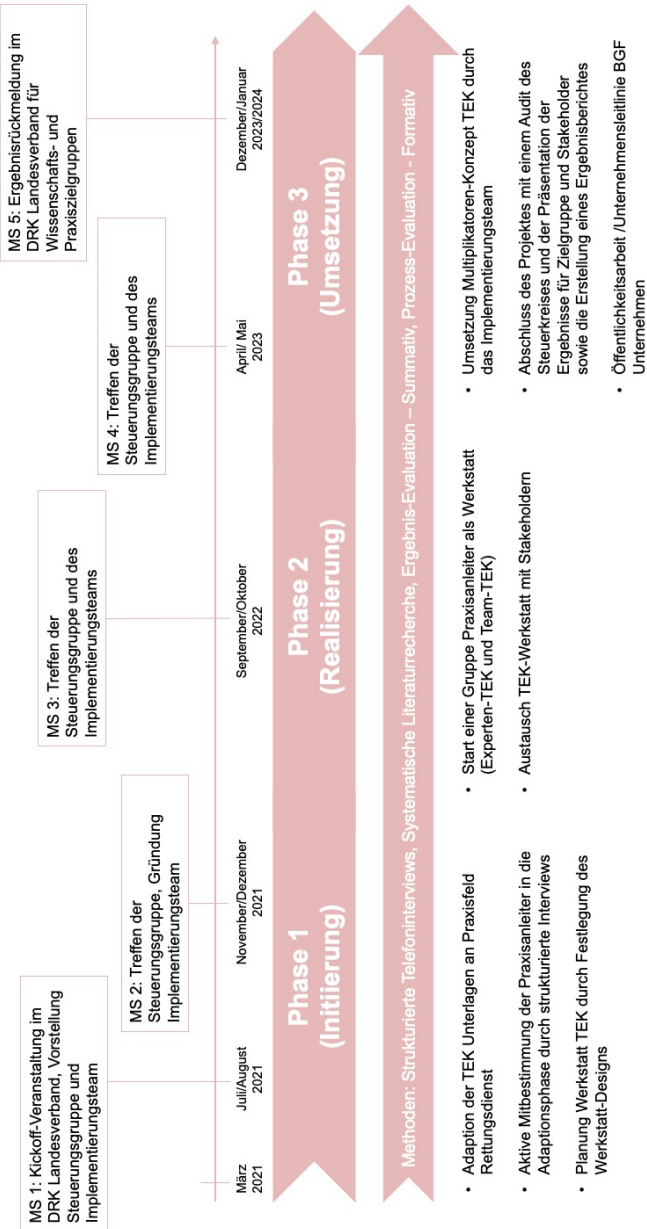 MS 1: Kickoff-Veranstaltung im
DRK Landesverband, Vorstellung
Steuerungsgruppe und
Implementierungsteam
MS 2: Treffen der
Steuerungsgruppe, Gründung
Implementierungsteam
MS 3: Treffen der
Steuerungsgruppe und des
Implementierungsteams
MS 4: Treffen der
Steuerungsgruppe und des
Implementierungsteams
MS 5: Ergebnisrückmeldung im
DRK Landesverband für
Wissenschafts- und
Praxiszielgruppen
März
2021
Juli/August
2021
November/Dezember
2021
September/Oktober
2022
April/ Mai
2023
Dezember/Januar
2023/2024
Phase 1
(Initiierung)
Phase 2
(Realisierung)
Phase 3
(Umsetzung)
Methoden: Strukturierte Telefoninterviews, Systematische Literaturrecherche, Ergebnis-Evaluation – Summativ, Prozess-Evaluation - Formativ
• Adaption der TEK Unterlagen an Praxisfeld
Rettungsdienst
• Aktive Mitbestimmung der Praxisanleiter in die
Adaptionsphase durch strukturierte Interviews
• Planung Werkstatt TEK durch Festlegung des
Werkstatt-Designs
• Start einer Gruppe Praxisanleiter als Werkstatt
(Experten-TEK und Team-TEK)
• Austausch TEK-Werkstatt mit Stakeholdern
• Umsetzung Multiplikatoren-Konzept TEK durch
das Implementierungsteam
• Abschluss des Projektes mit einem Audit des
Steuerkreises und der Präsentation der
Ergebnisse für Zielgruppe und Stakeholder
sowie die Erstellung eines Ergebnisberichtes
• Öffentlichkeitsarbeit /Unternehmensleitlinie BGF
Unternehmen